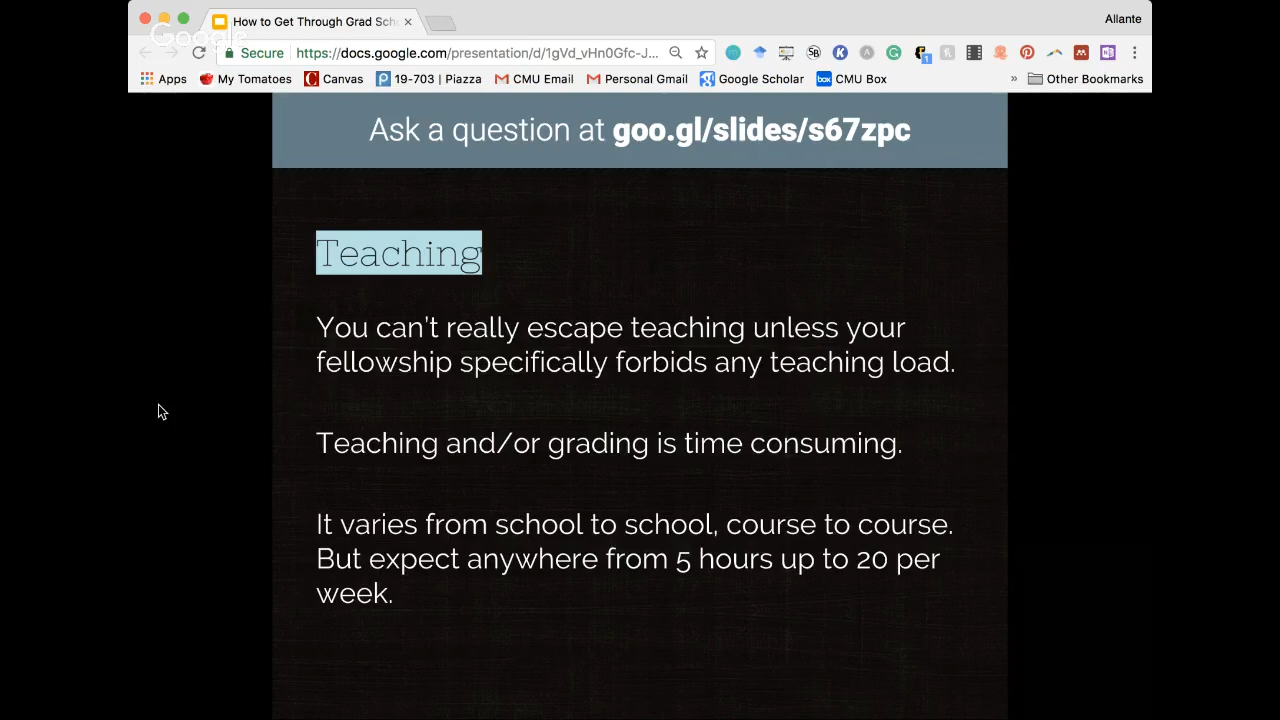 How to Get Through Grad Scho
Allante
Google
Secure https://docs.google.com/presentation/d/1gVd_vHn0Gfc-J...
Apps My Tomatoes Canvas 19-703 | Piazza CMU Email Personal Gmail Google Scholar box CMU Box » Other Bookmarks
Ask a question at goo.gl/slides/s67zpc
Teaching
You can't really escape teaching unless your
fellowship specifically forbids any teaching load.
Teaching and/or grading is time consuming.
It varies from school to school, course to course.
But expect anywhere from 5 hours up to 20 per
week.